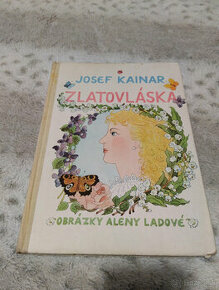 JOSEF KAINAR
ZLATOVLÁSKA
OBRÁZKY ALENY LADOVÉ